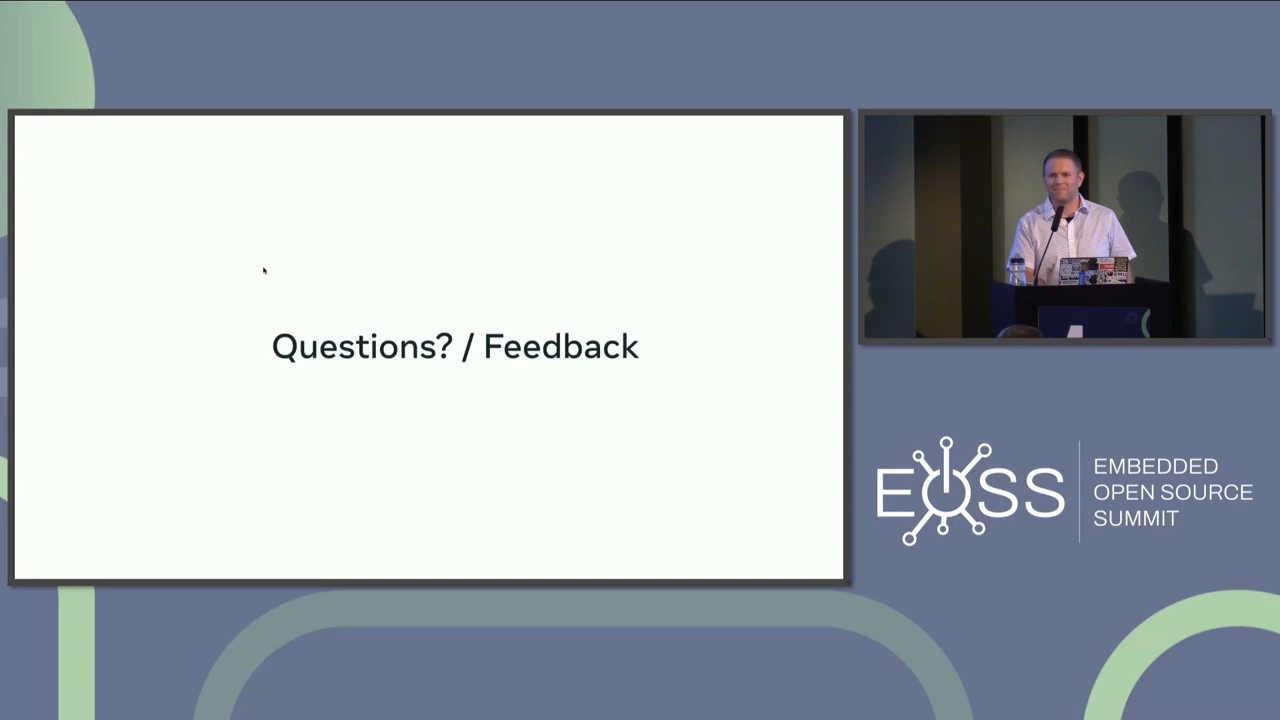 Questions? / Feedback
EOSS
EMBEDDED
OPEN SOURCE
SUMMIT